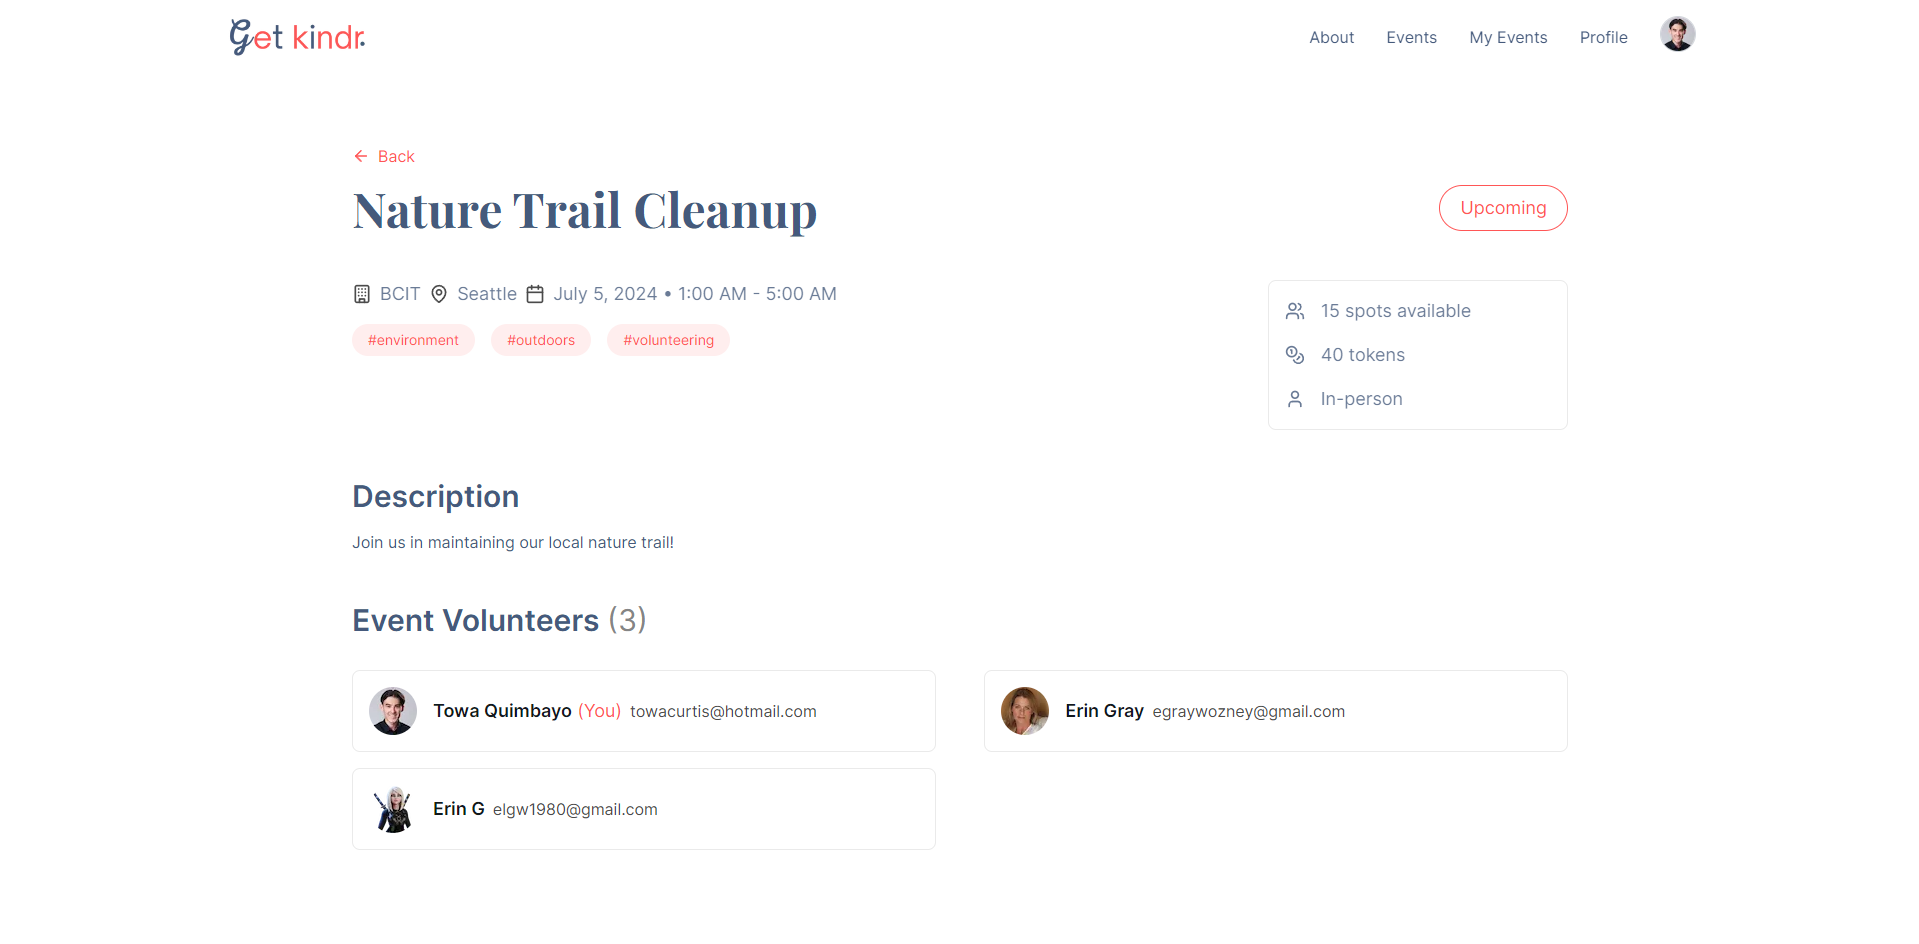 Get kindr.
About Events My Events Profile
Back
Nature Trail Cleanup
Upcoming
BCIT Seattle July 5, 2024 • 1:00 AM - 5:00 AM
#environment #outdoors #volunteering
15 spots available
40 tokens
In-person
Description
Join us in maintaining our local nature trail!
Event Volunteers (3)
Towa Quimbayo (You) towacurtis@hotmail.com
Erin Gray egraywozney@gmail.com
Erin G elgw1980@gmail.com